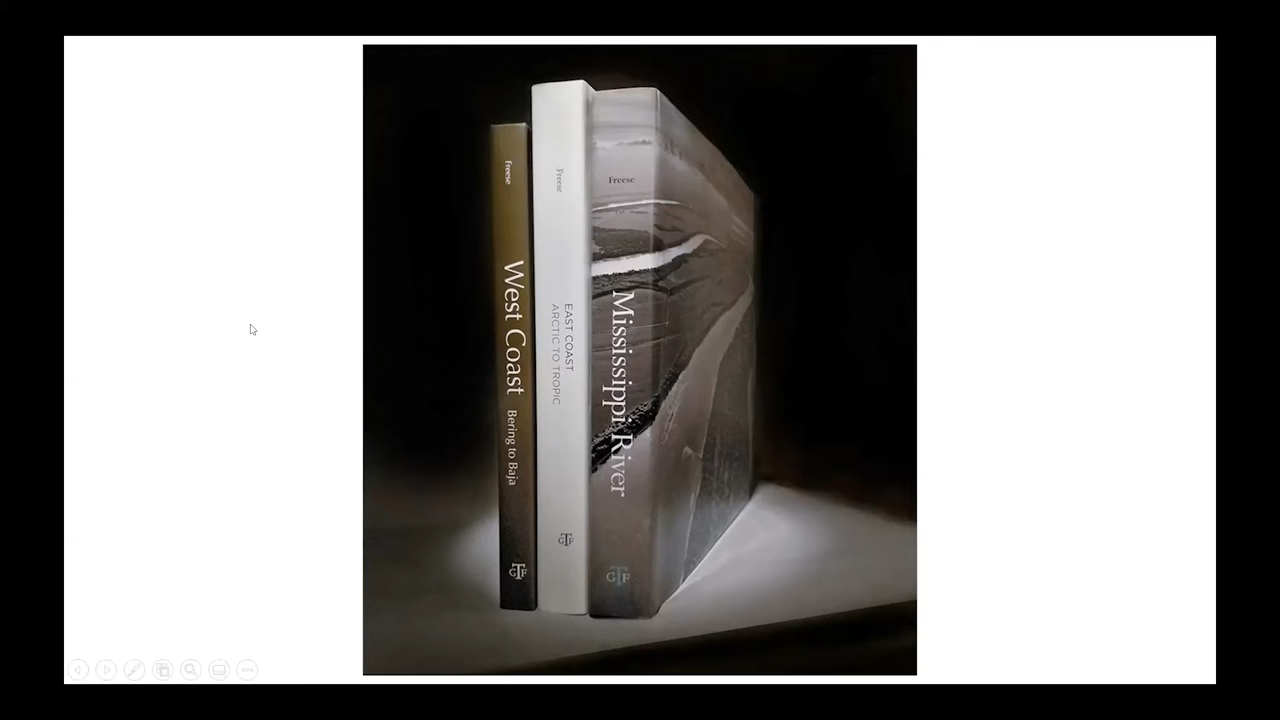 Freese
West Coast
Bering to Baja
GTF
Freese
EAST COAST
ARCTIC TO TROPIC
GTF
Freese
Mississippi River
GTF